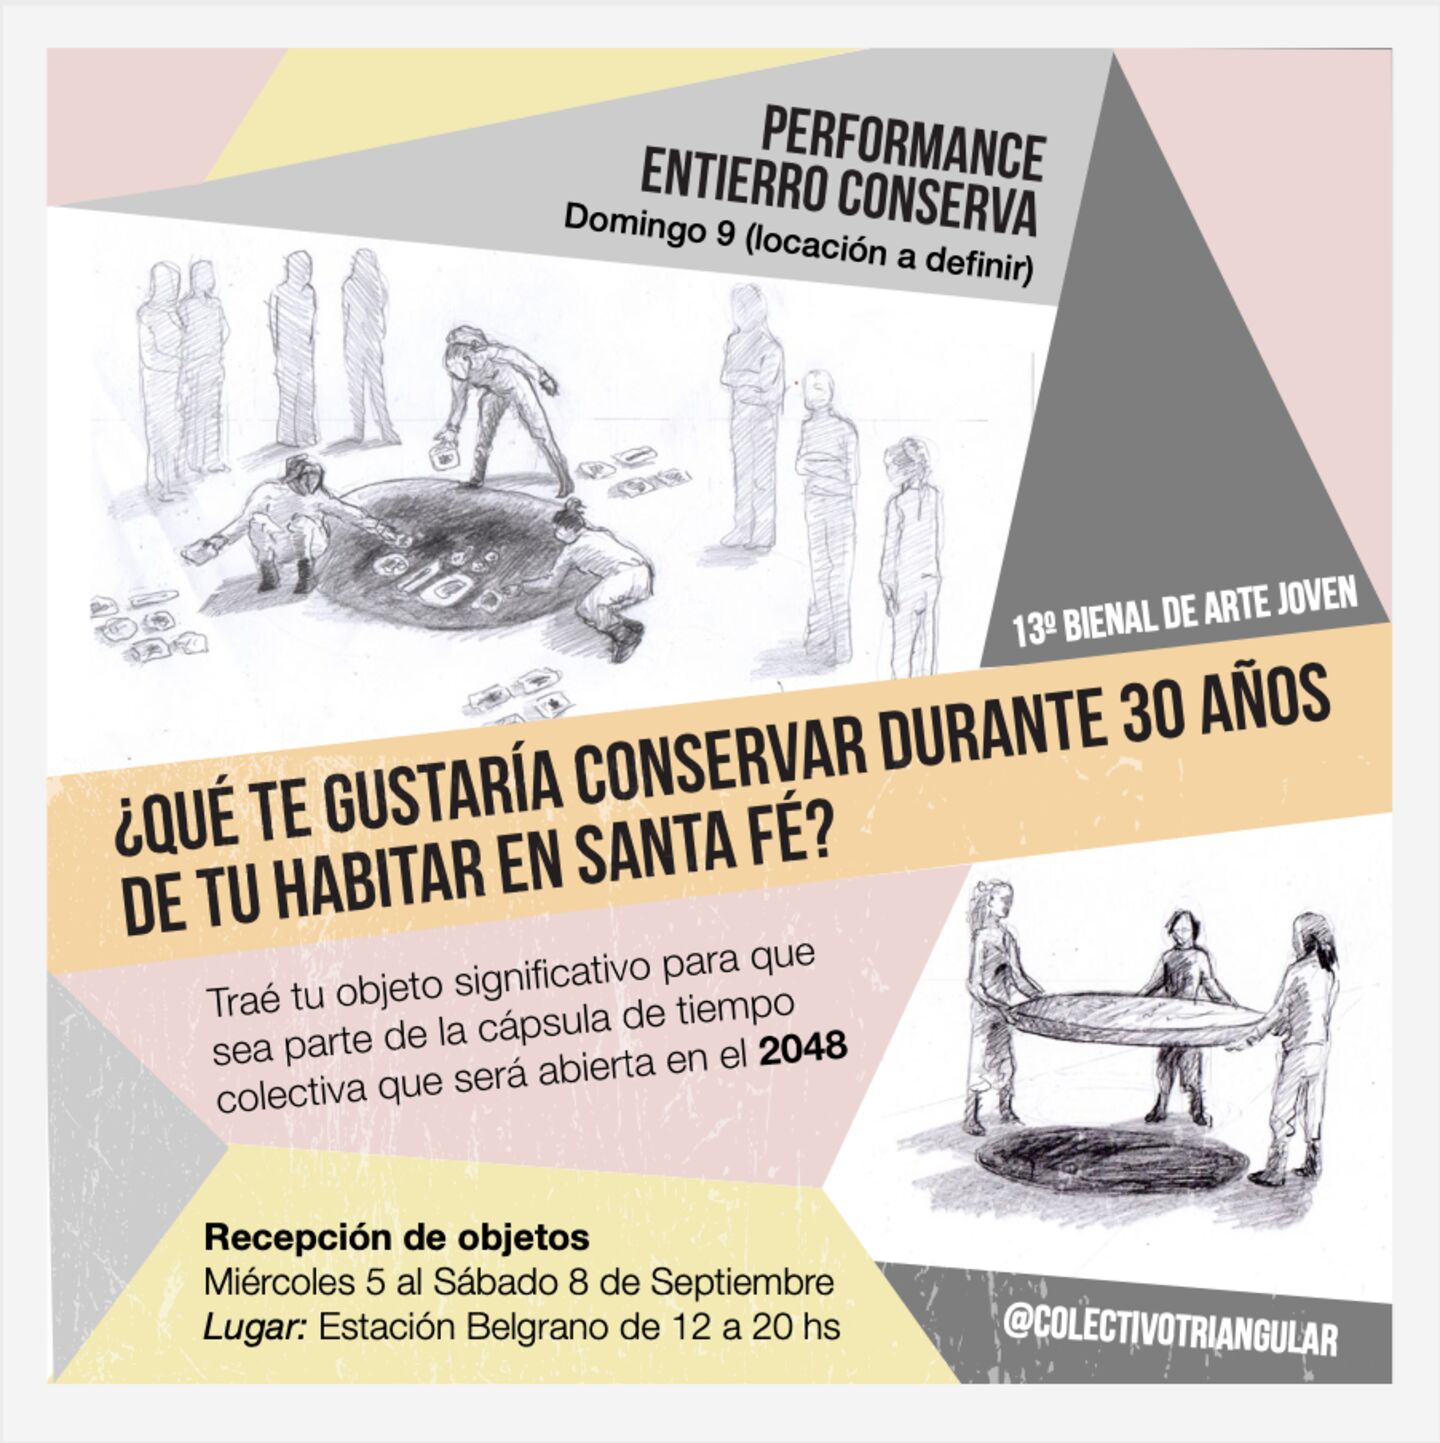 PERFORMANCE
ENTIERRO CONSERVA
Domingo 9 (locación a definir)
13º BIENAL DE ARTE JOVEN
¿QUÉ TE GUSTARÍA CONSERVAR DURANTE 30 AÑOS
DE TU HABITAR EN SANTA FÉ?
Traé tu objeto significativo para que
sea parte de la cápsula de tiempo
colectiva que será abierta en el 2048
Recepción de objetos
Miércoles 5 al Sábado 8 de Septiembre
Lugar: Estación Belgrano de 12 a 20 hs
@COLECTIVOTRIANGULAR